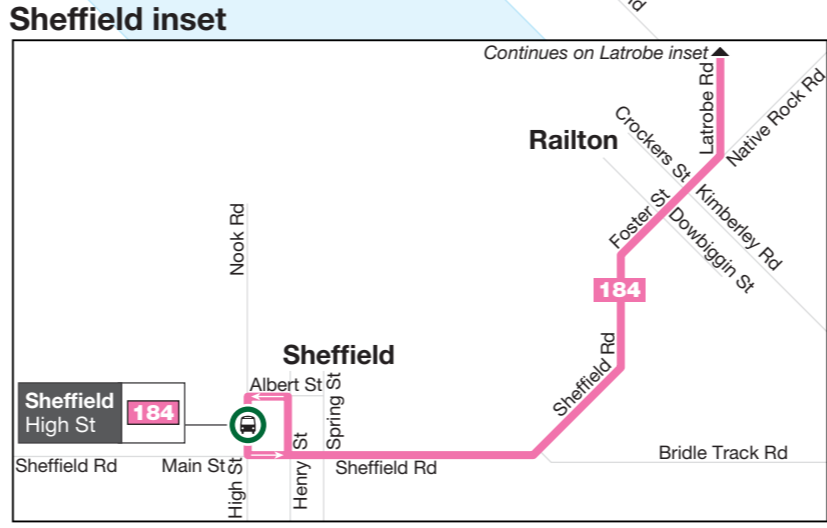 Sheffield inset
Continues on Latrobe inset
Latrobe Rd
Native Rock Rd
Railton
Crockers St
Kimberley Rd
Foster St
Dowbiggin St
184
Nook Rd
Sheffield
Albert St
Spring St
Sheffield Rd
Sheffield
High St
184
Sheffield Rd
Main St
High St
Henry St
Sheffield Rd
Bridle Track Rd